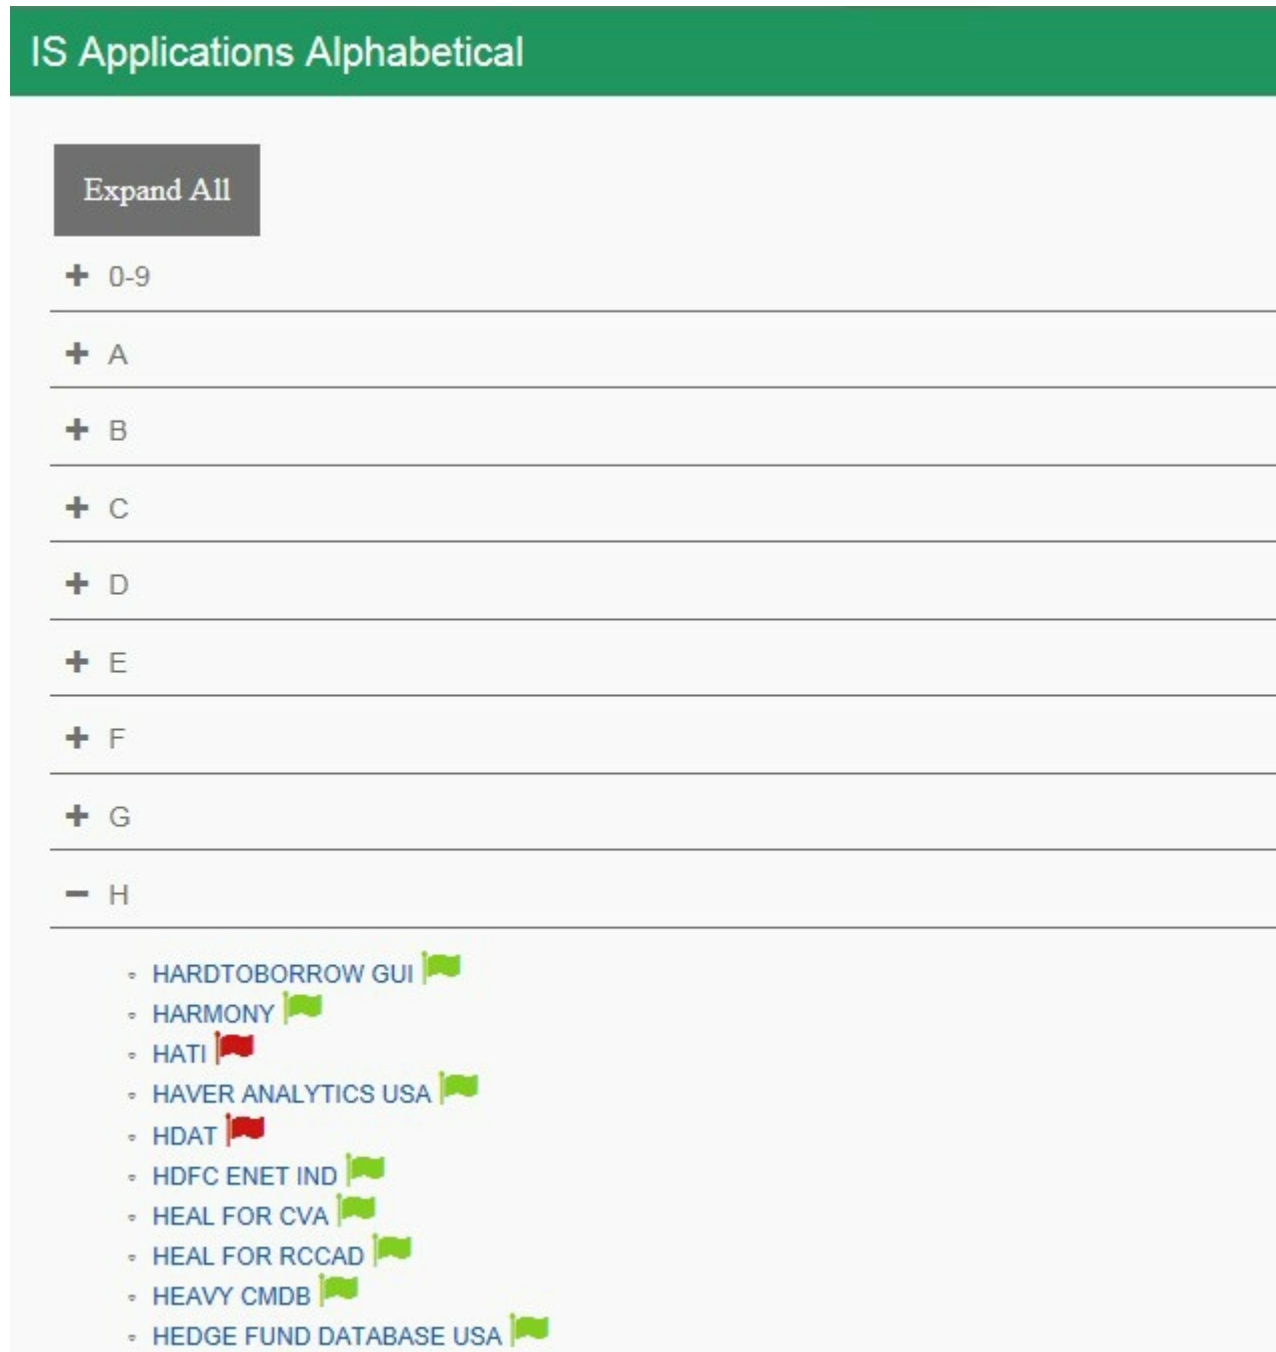 IS Applications Alphabetical
Expand All
0-9
A
B
C
D
E
F
G
H
HARDTOBORROW GUI
HARMONY
HATI
HAVER ANALYTICS USA
HDAT
HDFC ENET IND
HEAL FOR CVA
HEAL FOR RCCAD
HEAVY CMDB
HEDGE FUND DATABASE USA